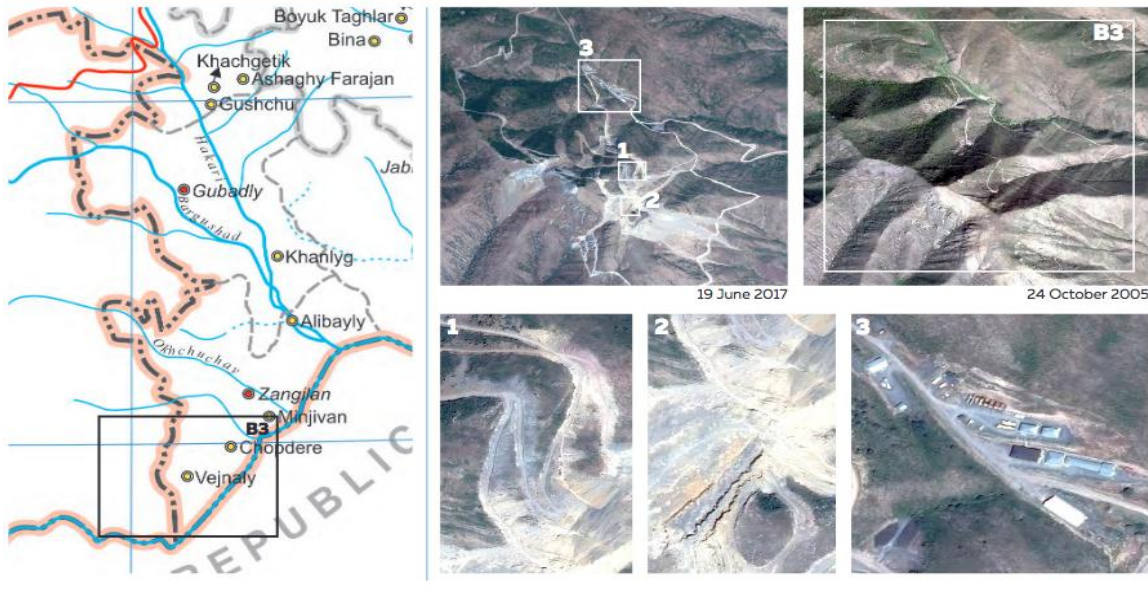 Boyuk Taghlar
Bina
Khachgetik
Ashaghy Farajan
Gushchu
Hakari
Jab
Gubadly
Bargushad
Khanlyg
Alibayly
Okhchuchay
Zangilan
Minjivan
B3
Chopdere
Vejnaly
REPUBLIC
3
1
2
19 June 2017
B3
24 October 2005
1
2
3